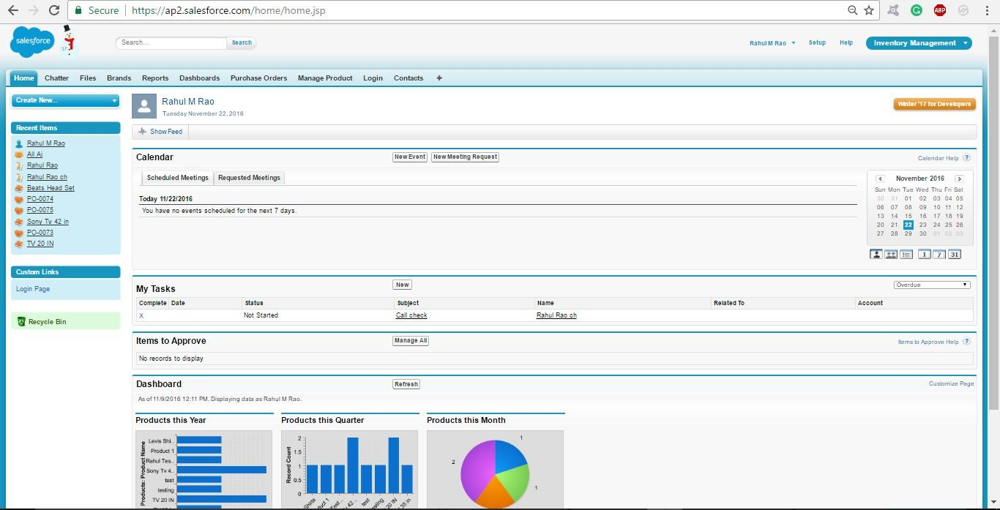 Secure https://ap2.salesforce.com/home/home.jsp
ABP
salesforce
'17
Search...
Search
Rahul M Rao
Setup
Help
Inventory Management
Home Chatter Files Brands Reports Dashboards Purchase Orders Manage Product Login Contacts +
Create New...
Recent Items
Rahul M Rao
All Aj
Rahul Rao
Rahul Rao ch
Beats Head Set
PO-0074
PO-0075
Sony Tv 42 in
PO-0073
TV 20 IN
Custom Links
Login Page
Recycle Bin
Rahul M Rao
Tuesday November 22, 2016
Winter '17 for Developers
Show Feed
Calendar
New Event New Meeting Request
Calendar Help ?
Scheduled Meetings Requested Meetings
Today 11/22/2016
You have no events scheduled for the next 7 days.
November 2016
Sun Mon Tue Wed Thu Fri Sat
30 31 01 02 03 04 05
06 07 08 09 10 11 12
13 14 15 16 17 18 19
20 21 22 23 24 25 26
27 28 29 30 01 02 03
1 7 31
My Tasks
New
Overdue
Complete Date Status Subject Name Related To Account
X Not Started Call check Rahul Rao ch
Items to Approve
Manage All
Items to Approve Help ?
No records to display
Dashboard
Refresh
Customize Page
As of 11/9/2016 12:11 PM. Displaying data as Rahul M Rao.
Products this Year
Products: Product Name
Levis Shi..
Product 1
Rahul Tes..
Sony Tv 4..
test
testing
TV 20 IN
Products this Quarter
Record Count
2
1.5
1
0.5
0
test
Products this Month
1
2
1